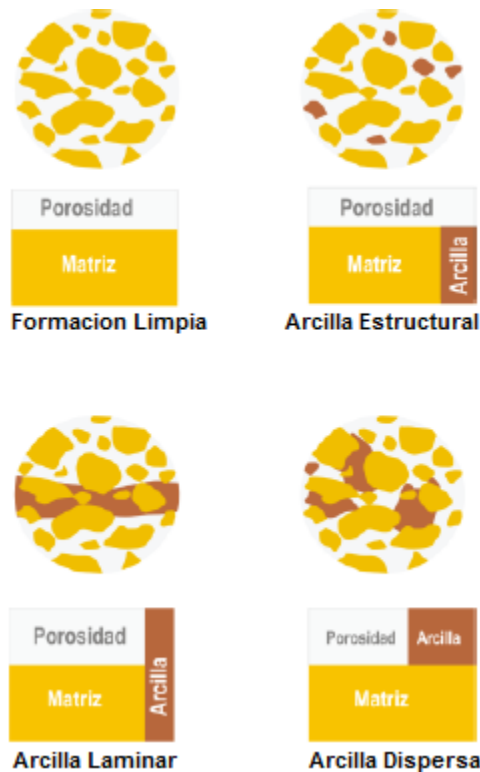 Porosidad
Matriz
Formacion Limpia
Porosidad
Matriz
Arcilla
Arcilla Estructural
Porosidad
Matriz
Arcilla
Arcilla Laminar
Porosidad
Arcilla
Matriz
Arcilla Dispersa